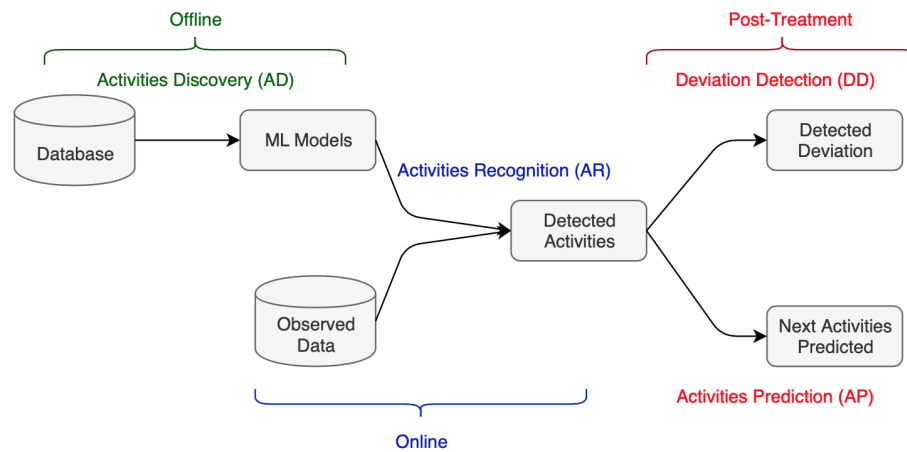 Offline
Post-Treatment
Activities Discovery (AD)
Deviation Detection (DD)
Database
ML Models
Detected
Deviation
Activities Recognition (AR)
Detected
Activities
Observed
Data
Next Activities
Predicted
Activities Prediction (AP)
Online